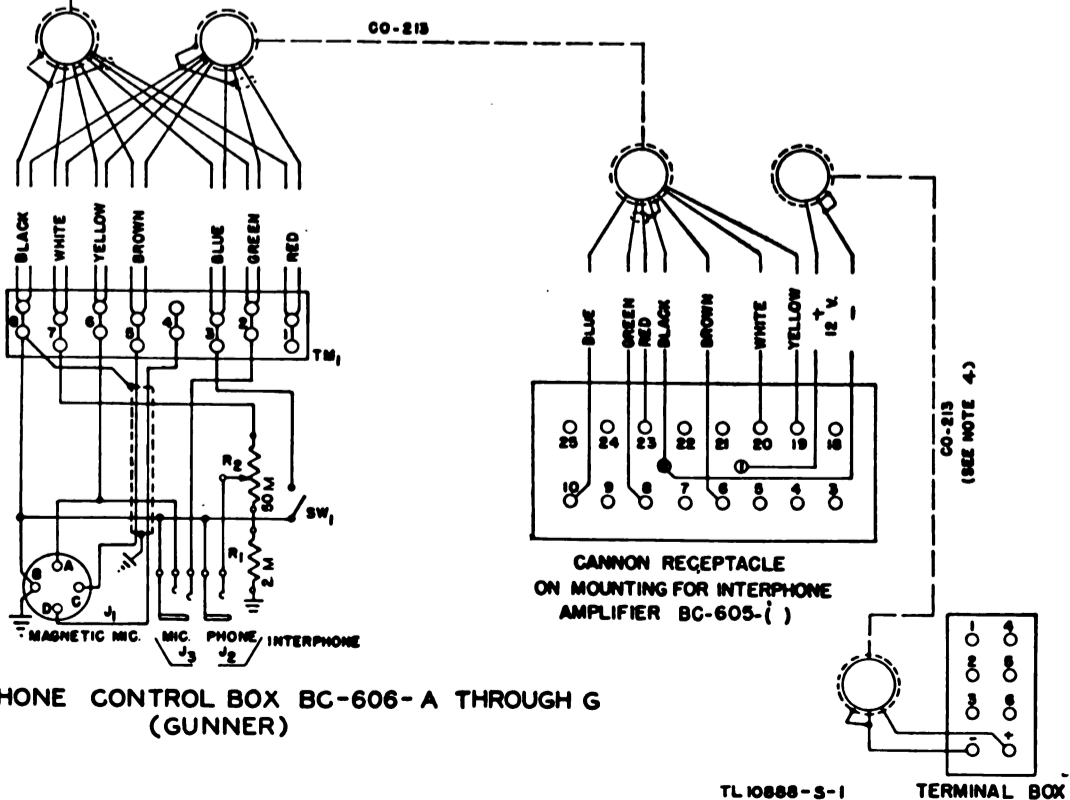 CO-213
BLACK
WHITE
YELLOW
BROWN
BLUE
GREEN
RED
8 7 6 5 4 3 2 1
TM1
BLUE
GREEN
RED
BLACK
BROWN
WHITE
YELLOW
+
12 V.
-
25 24 23 22 21 20 19 18
10 9 8 7 6 5 4 3
CANNON RECEPTACLE
ON MOUNTING FOR INTERPHONE
AMPLIFIER BC-605-( )
CO-213
(SEE NOTE 4)
R2
50 M
SW1
R1
2 M
A
B
C
D
J1
MAGNETIC MIC.
MIC.
J3
PHONE
J2
INTERPHONE
HONE CONTROL BOX BC-606-A THROUGH G
(GUNNER)
1 4
2 5
3 6
- +
TL10888-S-1
TERMINAL BOX